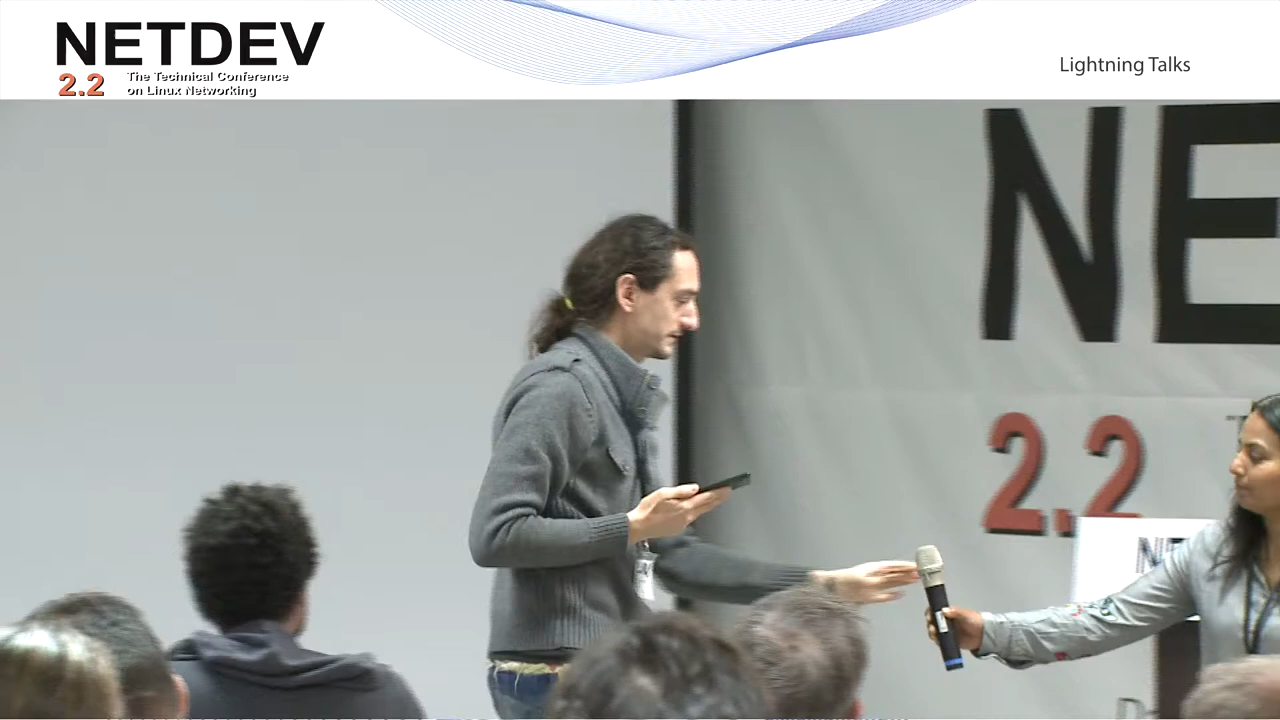 NETDEV
2.2 The Technical Conference
on Linux Networking
Lightning Talks
NE
2.2